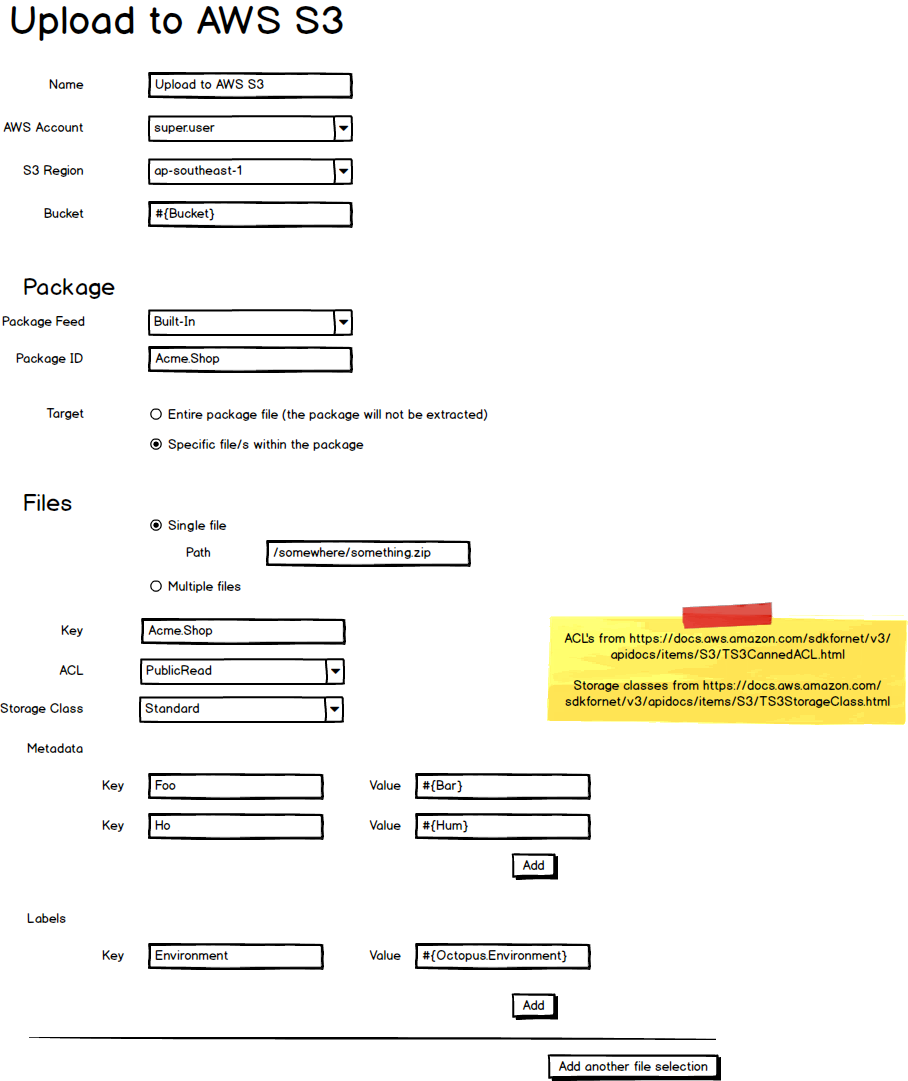 Upload to AWS S3
Name Upload to AWS S3
AWS Account super.user
S3 Region ap-southeast-1
Bucket #{Bucket}
Package
Package Feed Built-In
Package ID Acme.Shop
Target Entire package file (the package will not be extracted)
Specific file/s within the package
Files
Single file
Path /somewhere/something.zip
Multiple files
Key Acme.Shop
ACL PublicRead
Storage Class Standard
ACL's from https://docs.aws.amazon.com/sdkfornet/v3/
apidocs/items/S3/TS3CannedACL.html
Storage classes from https://docs.aws.amazon.com/
sdkfornet/v3/apidocs/items/S3/TS3StorageClass.html
Metadata
Key Foo Value #{Bar}
Key Ho Value #{Hum}
Add
Labels
Key Environment Value #{Octopus.Environment}
Add
Add another file selection